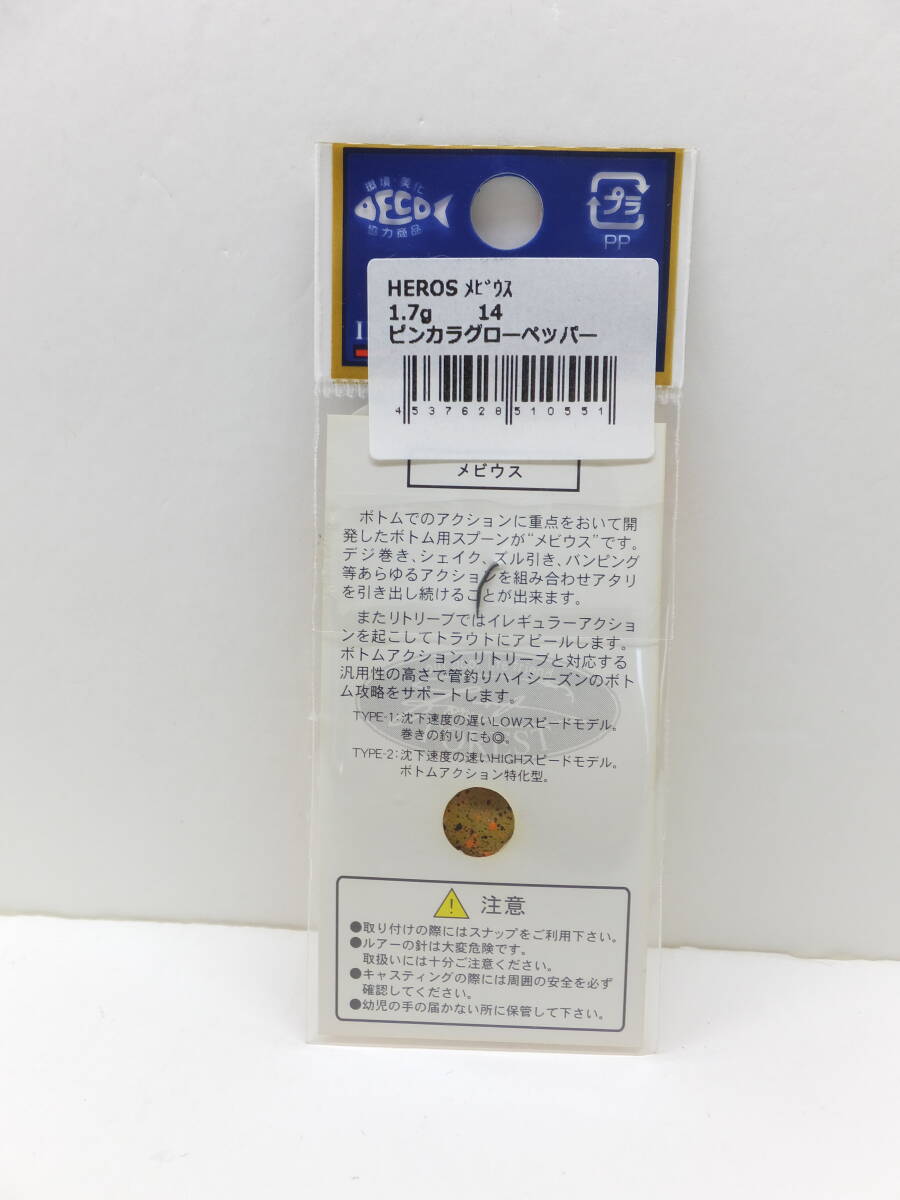 環境・美化
ECO
協力商品
プラ
PP
HEROS ﾒﾋﾞｳｽ
1.7g 14
ピンカラグローペッパー
4 537628 510551
メビウス
ボトムでのアクションに重点をおいて開
発したボトム用スプーンが“メビウス”です。
デジ巻き、シェイク、ズル引き、バンピング
等あらゆるアクションを組み合わせアタリ
を引き出し続けることが出来ます。
またリトリーブではイレギュラーアクショ
ンを起こしてトラウトにアピールします。
ボトムアクション、リトリーブと対応する
汎用性の高さで管釣りハイシーズンのボト
ム攻略をサポートします。
TYPE-1：沈下速度の遅いLOWスピードモデル。
巻きの釣りにも◎。
TYPE-2：沈下速度の速いHIGHスピードモデル。
ボトムアクション特化型。
注意
●取り付けの際にはスナップをご利用下さい。
●ルアーの針は大変危険です。
取扱いには十分ご注意ください。
●キャスティングの際には周囲の安全を必ず
確認してください。
●幼児の手の届かない所に保管して下さい。